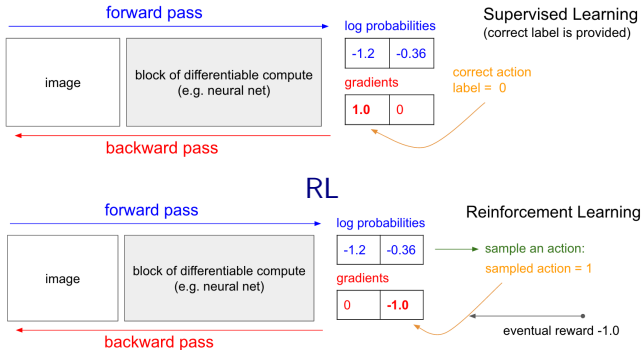 forward pass
Supervised Learning
(correct label is provided)
log probabilities
-1.2 -0.36
image
block of differentiable compute
(e.g. neural net)
gradients
1.0 0
correct action
label = 0
backward pass
RL
forward pass
Reinforcement Learning
log probabilities
-1.2 -0.36
sample an action:
sampled action = 1
image
block of differentiable compute
(e.g. neural net)
gradients
0 -1.0
eventual reward -1.0
backward pass